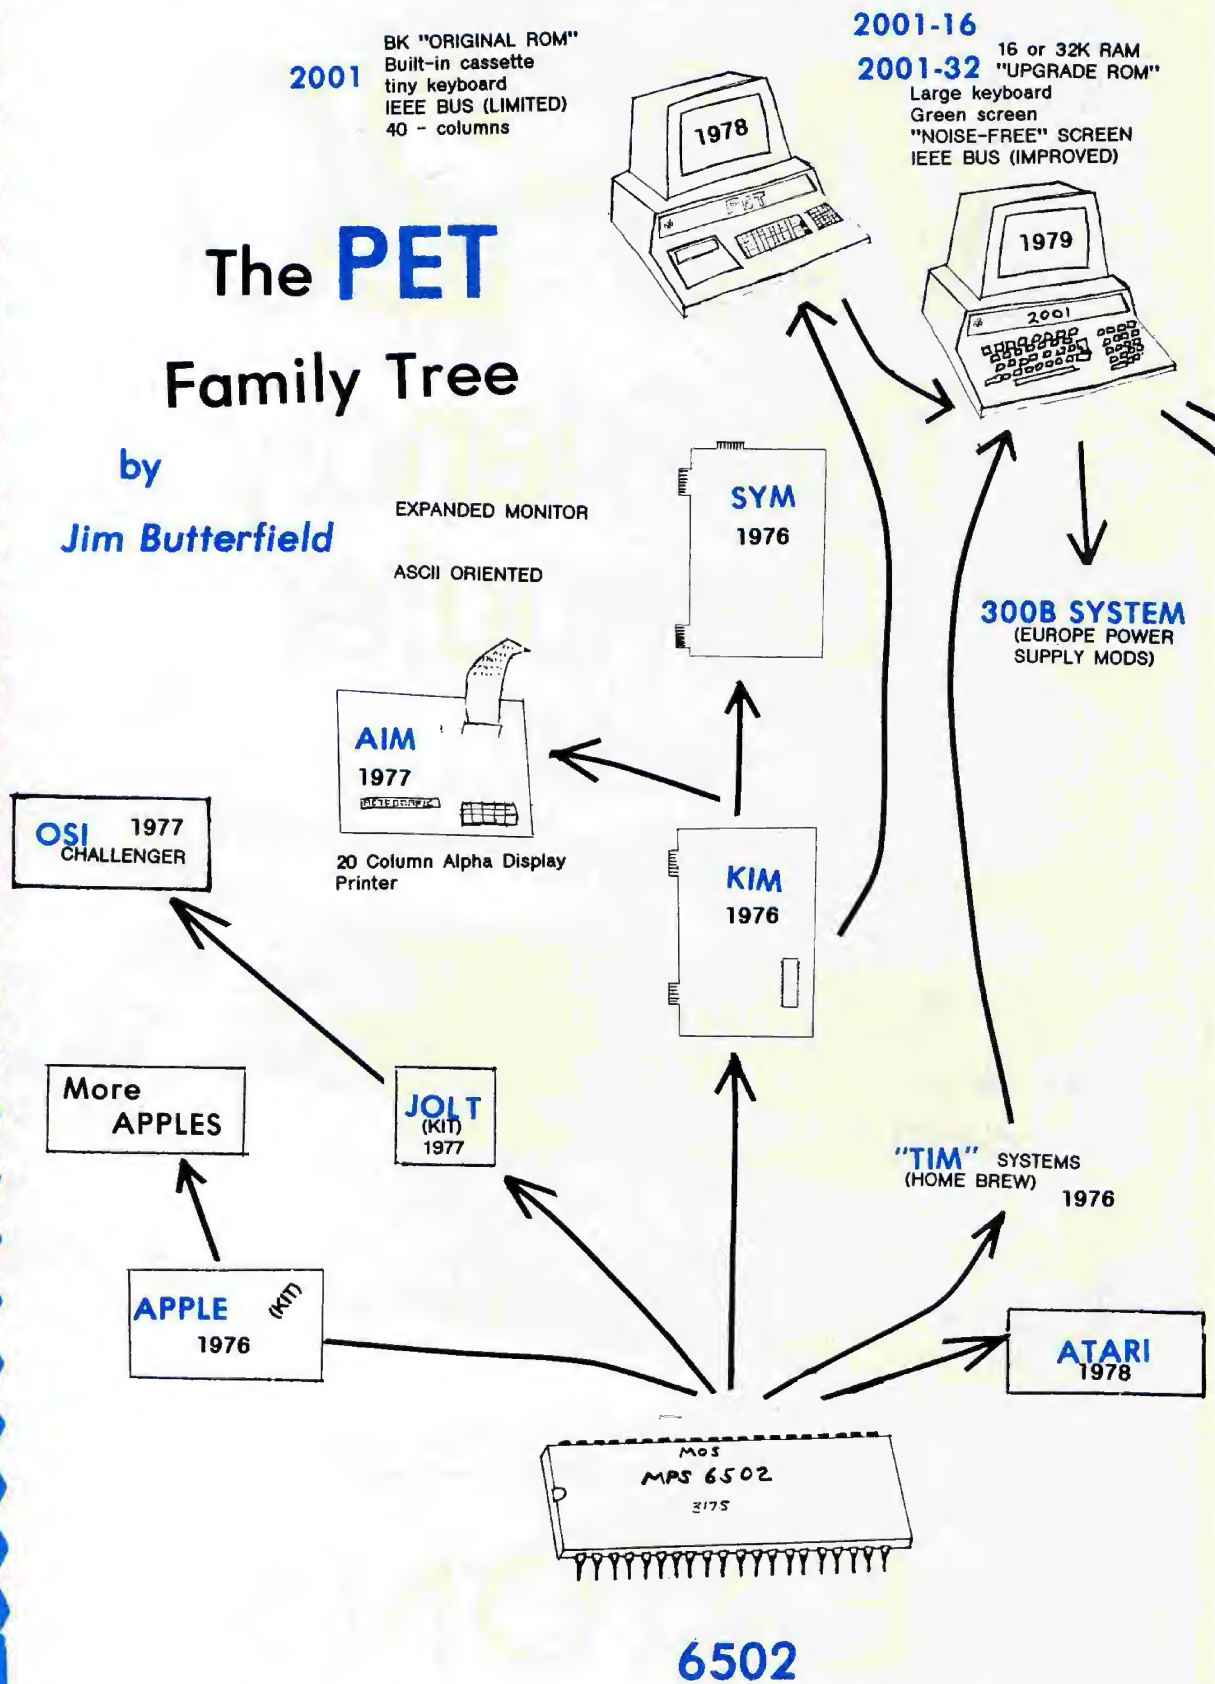 2001
BK "ORIGINAL ROM"
Built-in cassette
tiny keyboard
IEEE BUS (LIMITED)
40 - columns
2001-16
2001-32
16 or 32K RAM
"UPGRADE ROM"
Large keyboard
Green screen
"NOISE-FREE" SCREEN
IEEE BUS (IMPROVED)
1978
PET
1979
2001
The PET
Family Tree
by
Jim Butterfield
EXPANDED MONITOR
ASCII ORIENTED
SYM
1976
300B SYSTEM
(EUROPE POWER
SUPPLY MODS)
AIM
1977
20 Column Alpha Display
Printer
OSI 1977
CHALLENGER
KIM
1976
More
APPLES
JOLT
(KIT)
1977
"TIM" SYSTEMS
(HOME BREW)
1976
APPLE (KIT)
1976
ATARI
1978
MOS
MPS 6502
3175
6502